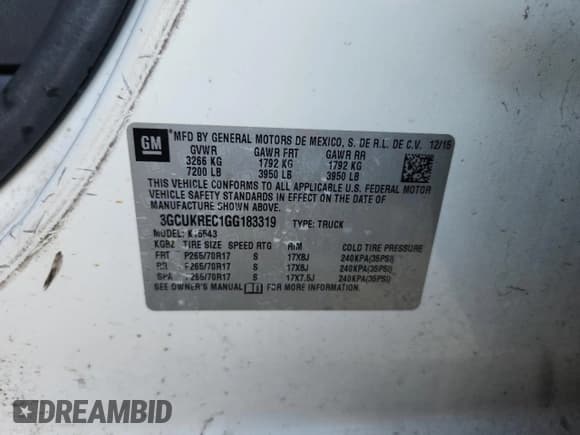 GM
MFD BY GENERAL MOTORS DE MEXICO, S. DE R.L. DE C.V. 12/15
GVWR GAWR FRT GAWR RR
3266 KG 1792 KG 1792 KG
7200 LB 3950 LB 3950 LB
THIS VEHICLE CONFORMS TO ALL APPLICABLE U.S. FEDERAL MOTOR
VEHICLE SAFETY STANDARDS IN EFFECT ON THE DATE OF
MANUFACTURE SHOWN ABOVE.
3GCUKREC1GG183319 TYPE: TRUCK
MODEL: K15543
KGBZ TIRE SIZE SPEED RTG RIM COLD TIRE PRESSURE
FRT P265/70R17 S 17X8J 240KPA(35PSI)
RR P265/70R17 S 17X8J 240KPA(35PSI)
SPA P265/70R17 S 17X7.5J 240KPA(35PSI)
SEE OWNER'S MANUAL FOR MORE INFORMATION.
DREAMBID